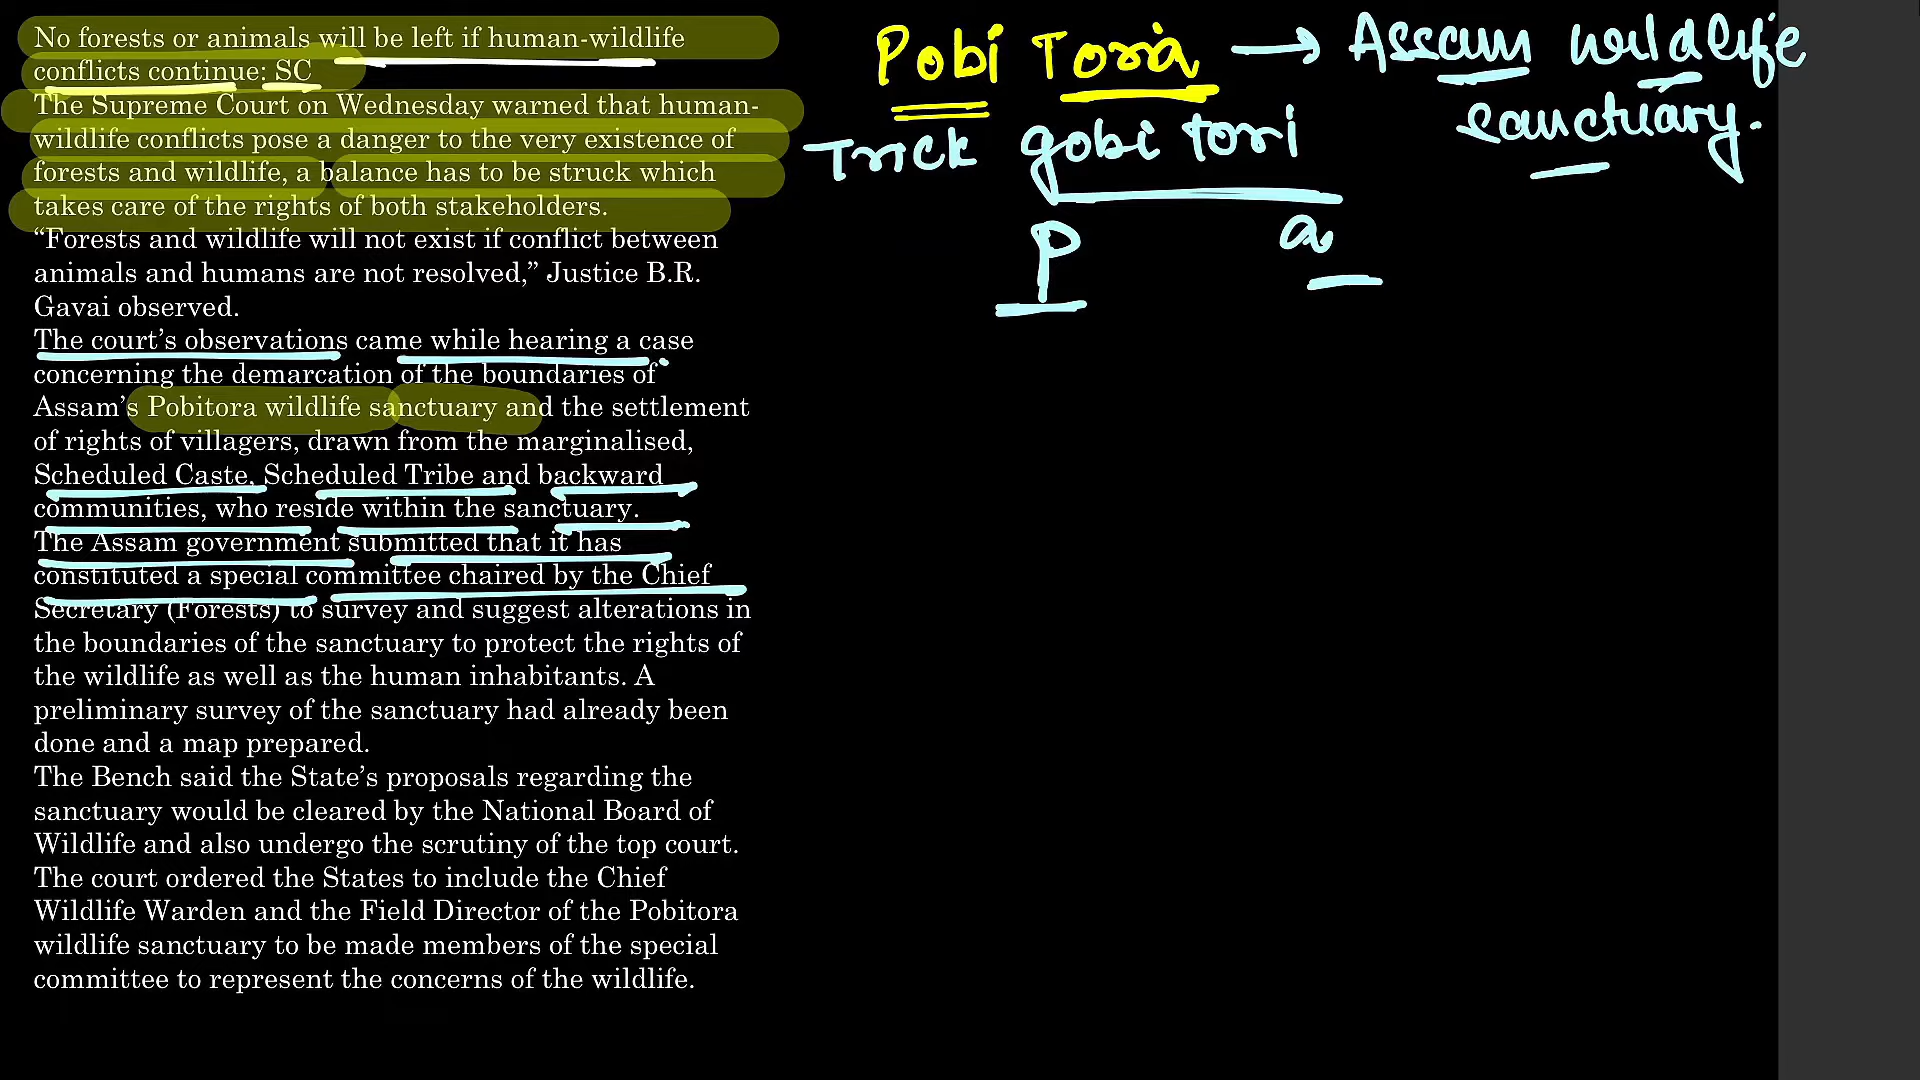 No forests or animals will be left if human-wildlife
conflicts continue: SC
The Supreme Court on Wednesday warned that human-
wildlife conflicts pose a danger to the very existence of
forests and wildlife, a balance has to be struck which
takes care of the rights of both stakeholders.
“Forests and wildlife will not exist if conflict between
animals and humans are not resolved,” Justice B.R.
Gavai observed.
The court’s observations came while hearing a case
concerning the demarcation of the boundaries of
Assam’s Pobitora wildlife sanctuary and the settlement
of rights of villagers, drawn from the marginalised,
Scheduled Caste, Scheduled Tribe and backward
communities, who reside within the sanctuary.
The Assam government submitted that it has
constituted a special committee chaired by the Chief
Secretary (Forests) to survey and suggest alterations in
the boundaries of the sanctuary to protect the rights of
the wildlife as well as the human inhabitants. A
preliminary survey of the sanctuary had already been
done and a map prepared.
The Bench said the State’s proposals regarding the
sanctuary would be cleared by the National Board of
Wildlife and also undergo the scrutiny of the top court.
The court ordered the States to include the Chief
Wildlife Warden and the Field Director of the Pobitora
wildlife sanctuary to be made members of the special
committee to represent the concerns of the wildlife.
Pobi Tora → Assam wildlife
sanctuary.
Trick gobi tori
P a